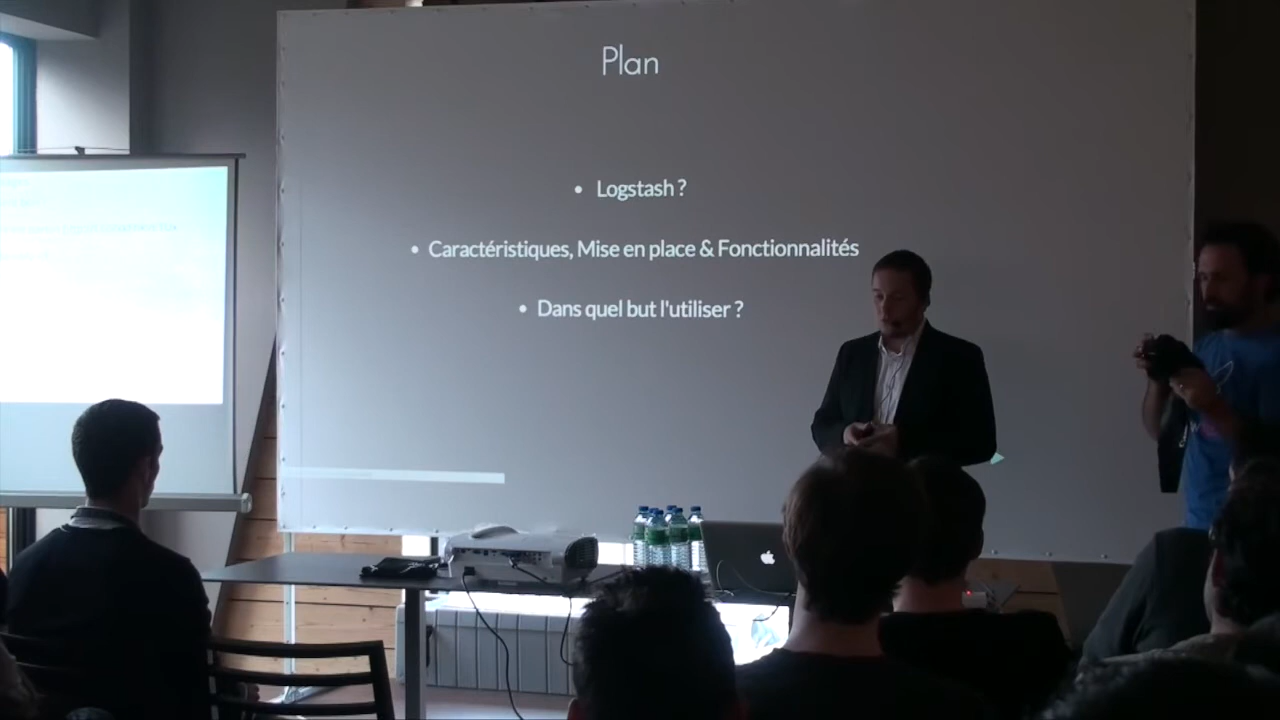 Plan
• Logstash ?
• Caractéristiques, Mise en place & Fonctionnalités
• Dans quel but l'utiliser ?